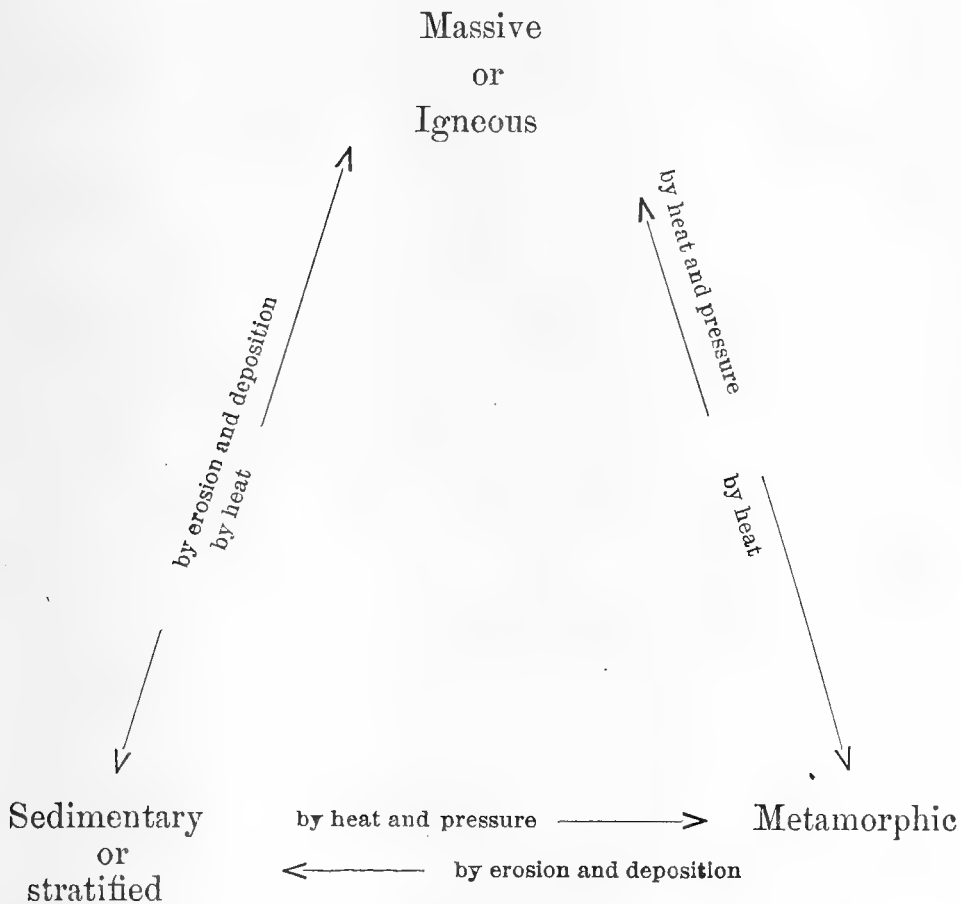 Massive
or
Igneous
by erosion and deposition
by heat
by heat and pressure
by heat
Sedimentary
or
stratified
by heat and pressure
by erosion and deposition
Metamorphic